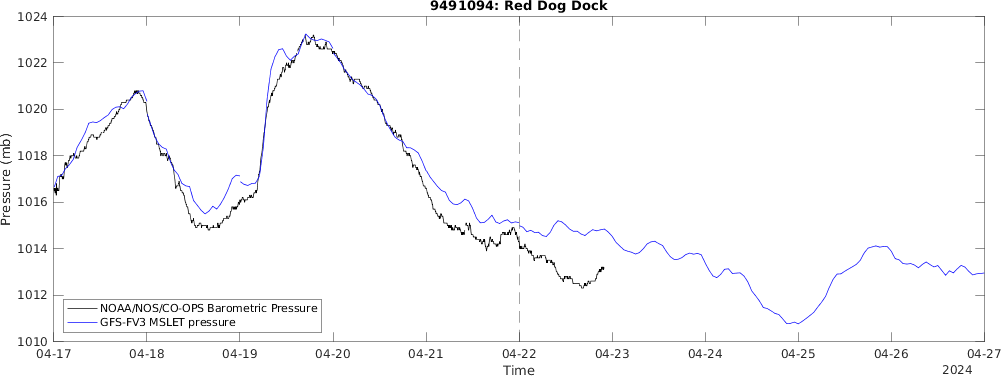 9491094: Red Dog Dock
Pressure (mb)
1024
1022
1020
1018
1016
1014
1012
1010
NOAA/NOS/CO-OPS Barometric Pressure
GFS-FV3 MSLET pressure
04-17 04-18 04-19 04-20 04-21 04-22 04-23 04-24 04-25 04-26 04-27
Time
2024